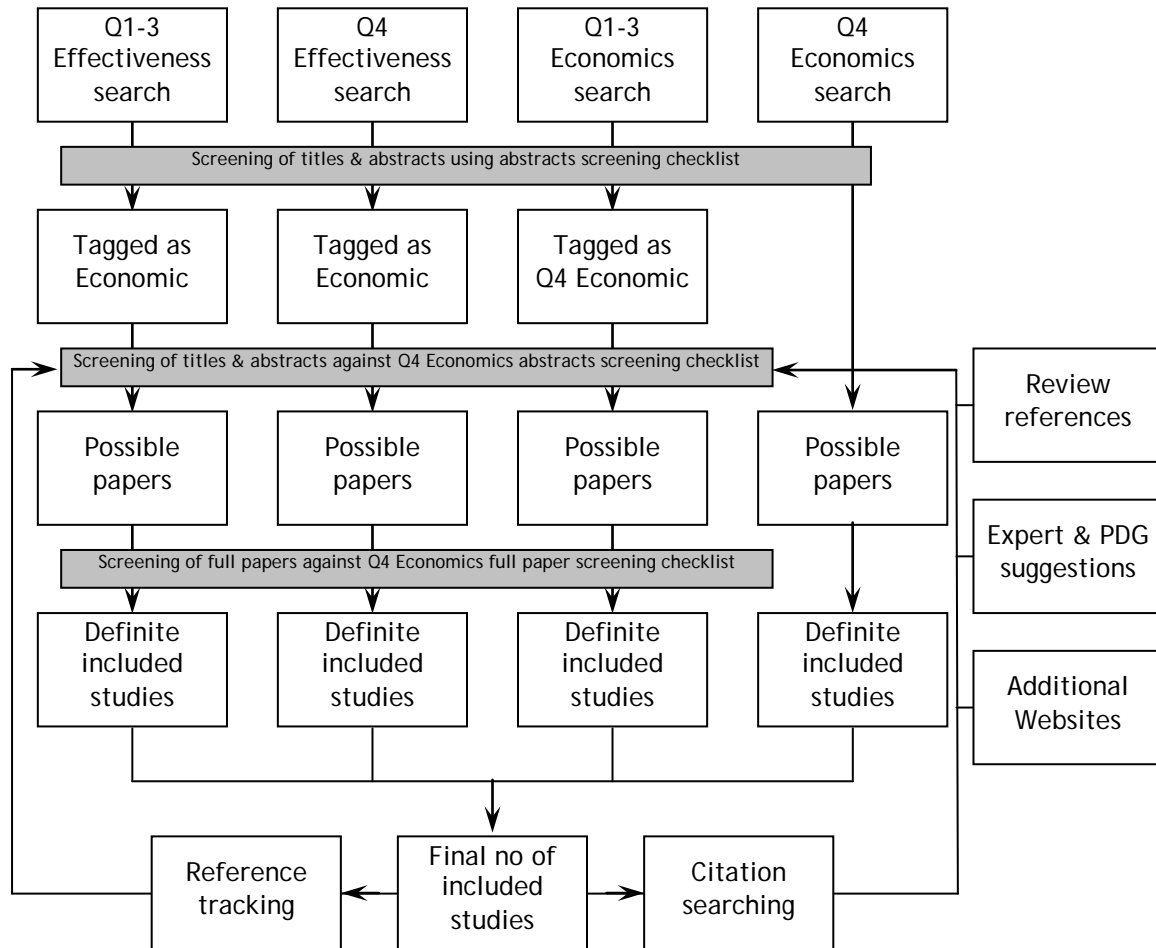 Q1-3
Effectiveness
search
Q4
Effectiveness
search
Q1-3
Economics
search
Q4
Economics
search
Screening of titles & abstracts using abstracts screening checklist
Tagged as
Economic
Tagged as
Economic
Tagged as
Q4 Economic
Screening of titles & abstracts against Q4 Economics abstracts screening checklist
Review
references
Possible
papers
Possible
papers
Possible
papers
Possible
papers
Expert & PDG
suggestions
Screening of full papers against Q4 Economics full paper screening checklist
Definite
included
studies
Definite
included
studies
Definite
included
studies
Definite
included
studies
Additional
Websites
Reference
tracking
Final no of
included
studies
Citation
searching